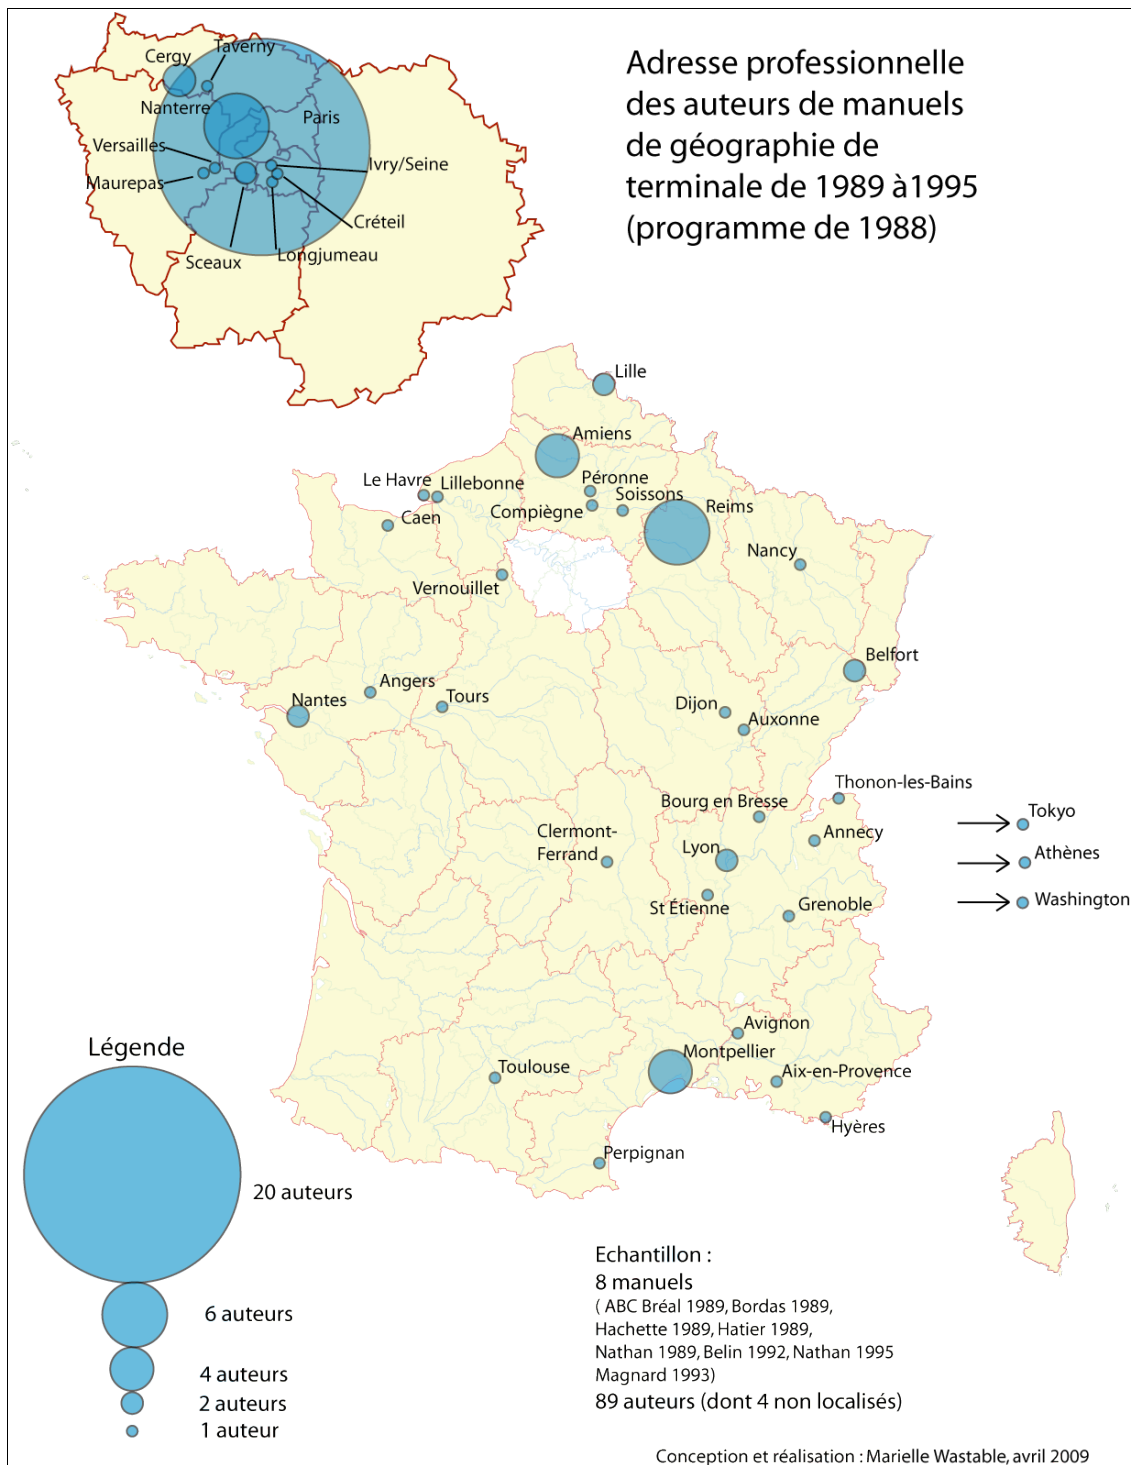 Adresse professionnelle
des auteurs de manuels
de géographie de
terminale de 1989 à1995
(programme de 1988)
Taverny
Cergy
Nanterre
Paris
Versailles
Ivry/Seine
Maurepas
Créteil
Sceaux
Longjumeau
Lille
Amiens
Le Havre
Lillebonne
Péronne
Soissons
Compiègne
Reims
Caen
Nancy
Vernouillet
Belfort
Angers
Nantes
Tours
Dijon
Auxonne
Thonon-les-Bains
Bourg en Bresse
Tokyo
Clermont-
Ferrand
Lyon
Annecy
Athènes
St Étienne
Grenoble
Washington
Avignon
Montpellier
Toulouse
Aix-en-Provence
Hyères
Perpignan
Légende
20 auteurs
6 auteurs
4 auteurs
2 auteurs
1 auteur
Echantillon :
8 manuels
( ABC Bréal 1989, Bordas 1989,
Hachette 1989, Hatier 1989,
Nathan 1989, Belin 1992, Nathan 1995
Magnard 1993)
89 auteurs (dont 4 non localisés)
Conception et réalisation : Marielle Wastable, avril 2009